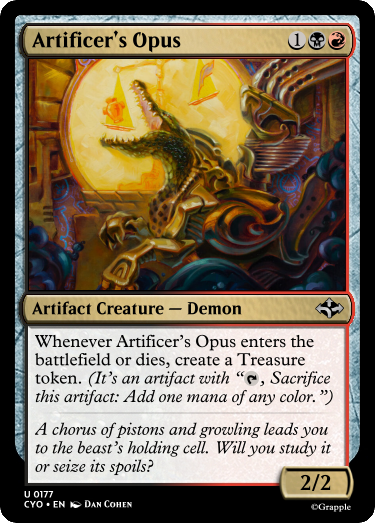 Artificer's Opus 1
Artifact Creature — Demon
Whenever Artificer's Opus enters the
battlefield or dies, create a Treasure
token. (It's an artifact with “, Sacrifice
this artifact: Add one mana of any color.”)
A chorus of pistons and growling leads you
to the beast's holding cell. Will you study it
or seize its spoils?
2/2
U 0177
CYO • EN DAN COHEN
©Grapple